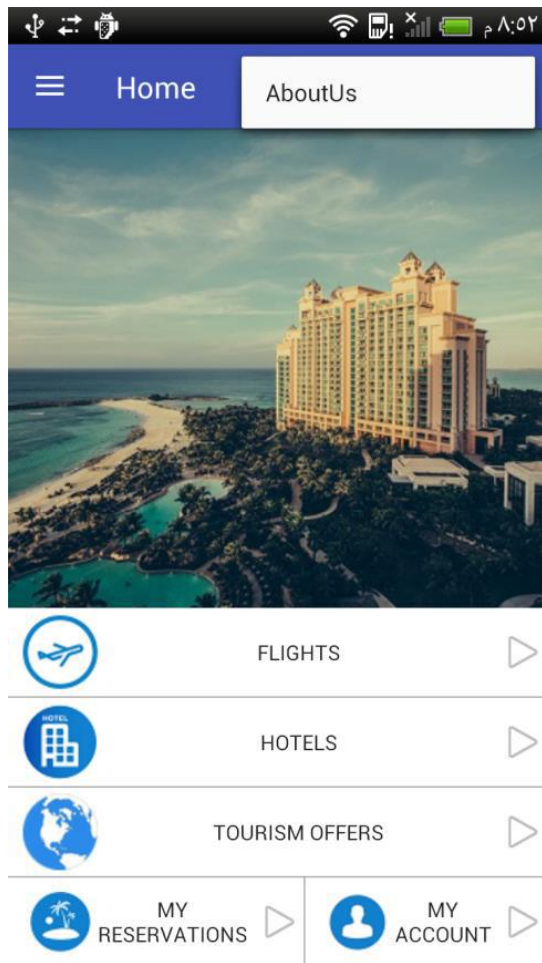 ٨:٥٢ م
Home
AboutUs
FLIGHTS
HOTEL
HOTELS
TOURISM OFFERS
MY
RESERVATIONS
MY
ACCOUNT